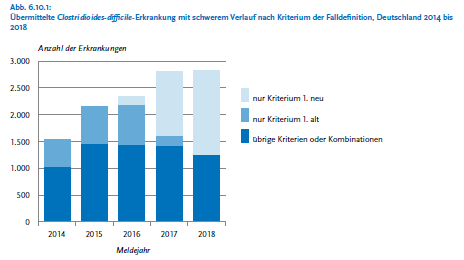 Abb. 6.10.1:
Übermittelte Clostridioides-difficile-Erkrankung mit schwerem Verlauf nach Kriterium der Falldefinition, Deutschland 2014 bis
2018
Anzahl der Erkrankungen
3.000
2.500
2.000
1.500
1.000
500
0
2014 2015 2016 2017 2018
Meldejahr
nur Kriterium 1. neu
nur Kriterium 1. alt
übrige Kriterien oder Kombinationen